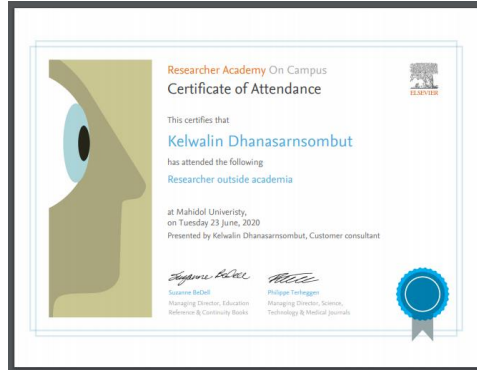 Researcher Academy On Campus
Certificate of Attendance
ELSEVIER
This certifies that
Kelwalin Dhanasarnsombut
has attended the following
Researcher outside academia
at Mahidol Univeristy,
on Tuesday 23 June, 2020
Presented by Kelwalin Dhanasarnsombut, Customer consultant
Suzanne BeDell
Suzanne BeDell
Philippe Terheggen
Managing Director, Education
Reference & Continuity Books
Managing Director, Science,
Technology & Medical Journals